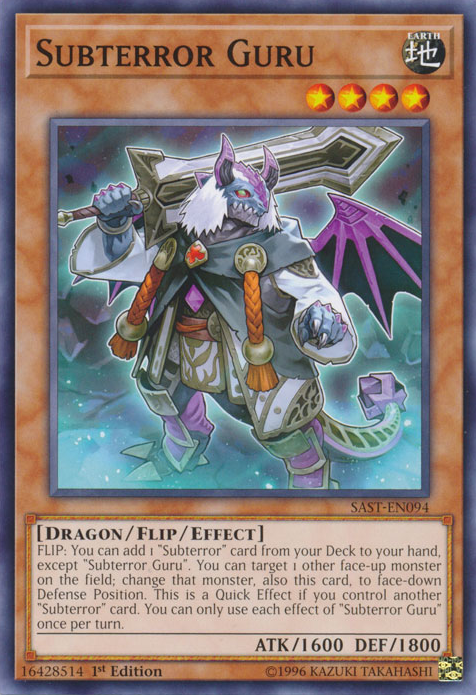 SUBTERROR GURU
EARTH
地
SAST-EN094
[DRAGON/FLIP/EFFECT]
FLIP: You can add 1 "Subterror" card from your Deck to your hand,
except "Subterror Guru". You can target 1 other face-up monster
on the field; change that monster, also this card, to face-down
Defense Position. This is a Quick Effect if you control another
"Subterror" card. You can only use each effect of "Subterror Guru"
once per turn.
ATK/1600 DEF/1800
16428514 1st Edition ©1996 KAZUKI TAKAHASHI